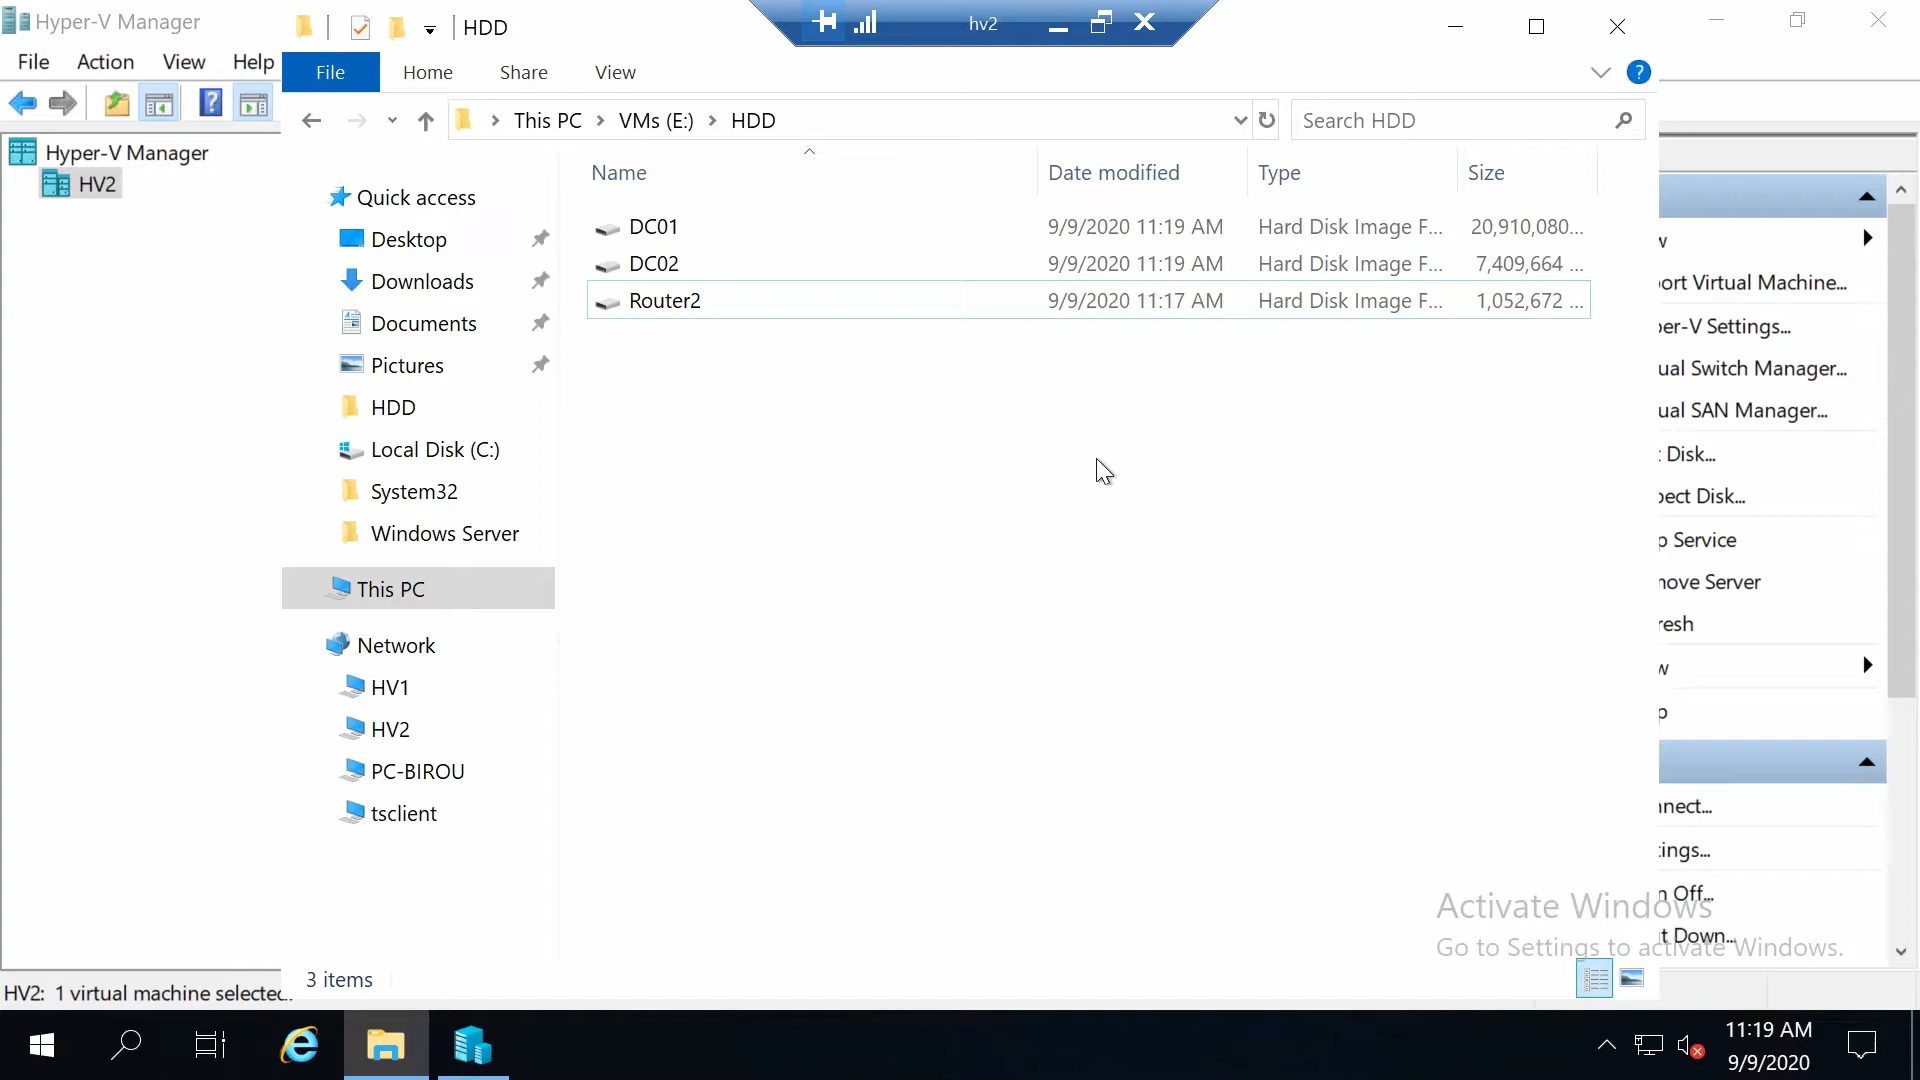 Hyper-V Manager
File Action View Help
Hyper-V Manager
HV2
HV2: 1 virtual machine selected.
HDD
hv2
File Home Share View
This PC > VMs (E:) > HDD
Search HDD
Quick access
Desktop
Downloads
Documents
Pictures
HDD
Local Disk (C:)
System32
Windows Server
This PC
Network
HV1
HV2
PC-BIROU
tsclient
Name Date modified Type Size
DC01 9/9/2020 11:19 AM Hard Disk Image F... 20,910,080...
DC02 9/9/2020 11:19 AM Hard Disk Image F... 7,409,664 ...
Router2 9/9/2020 11:17 AM Hard Disk Image F... 1,052,672 ...
3 items
w
ort Virtual Machine...
er-V Settings...
ual Switch Manager...
ual SAN Manager...
t Disk...
pect Disk...
p Service
nove Server
resh
w
p
nnect...
tings...
n Off...
t Down...
Activate Windows
Go to Settings to activate Windows.
11:19 AM
9/9/2020